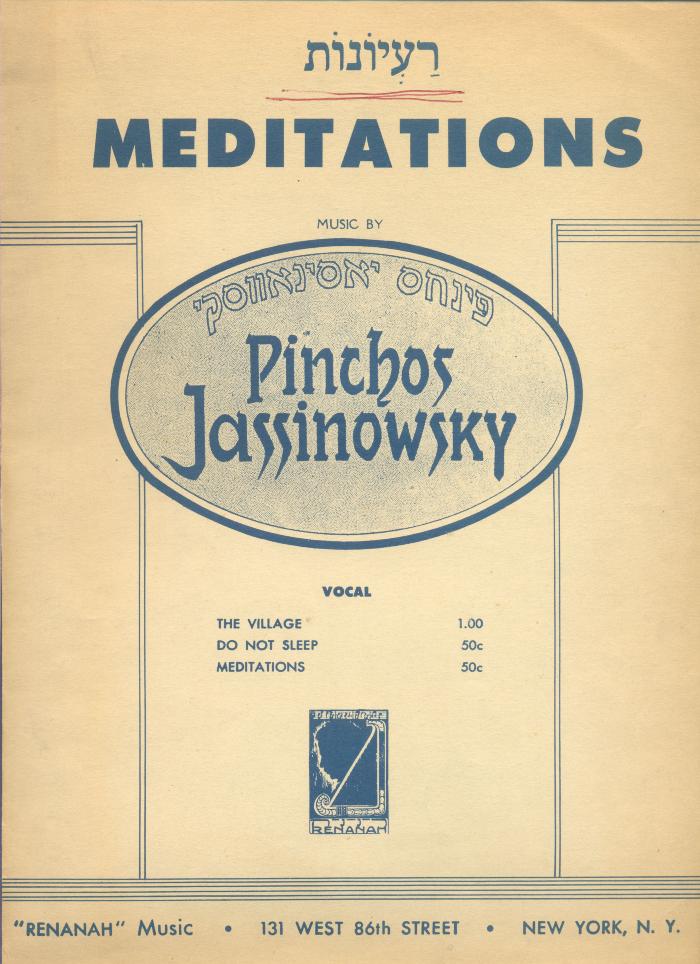 רַעְיוֹנוֹת
MEDITATIONS
MUSIC BY
פינחס יאסינאווסקי
Pinchos
Jassinowsky
VOCAL
THE VILLAGE 1.00
DO NOT SLEEP 50c
MEDITATIONS 50c
RENANAH
"RENANAH" Music • 131 WEST 86th STREET • NEW YORK, N. Y.